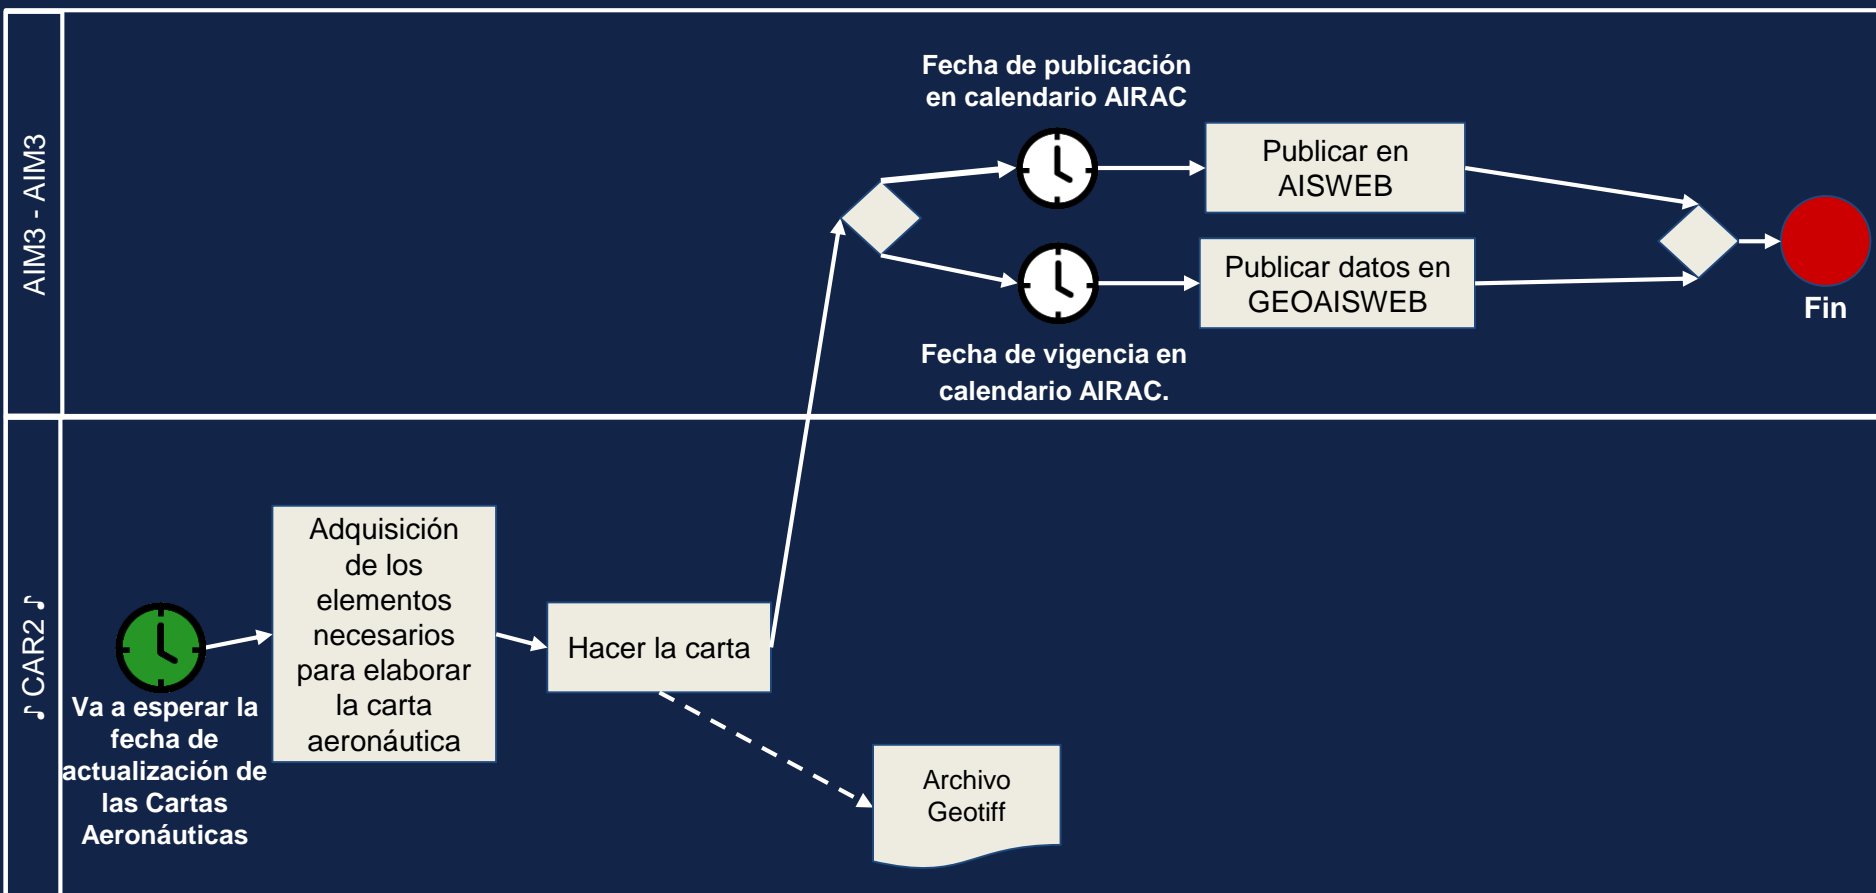 AIM3 - AIM3
Fecha de publicación
en calendario AIRAC
Publicar en
AISWEB
Publicar datos en
GEOAISWEB
Fecha de vigencia en
calendario AIRAC.
Fin
♪ CAR2 ♪
Va a esperar la
fecha de
actualización de
las Cartas
Aeronáuticas
Adquisición
de los
elementos
necesarios
para elaborar
la carta
aeronáutica
Hacer la carta
Archivo
Geotiff